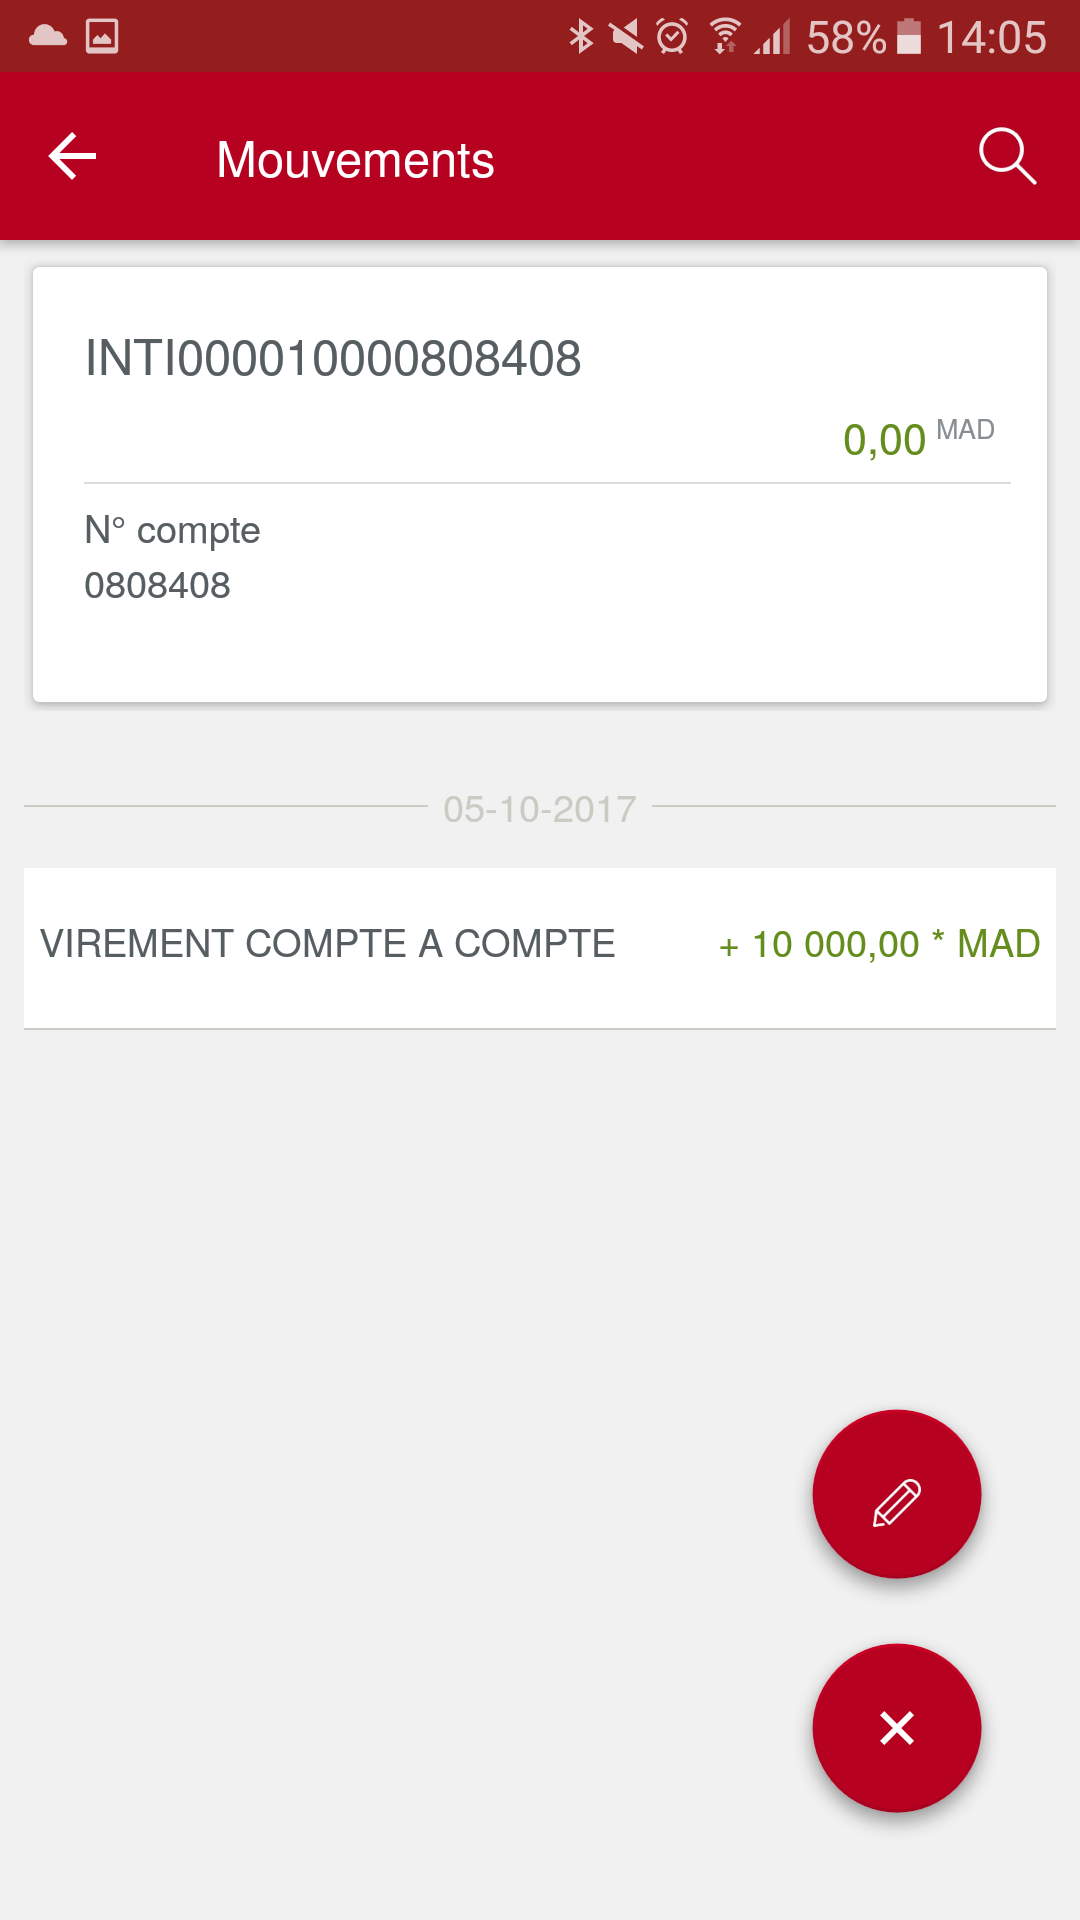 58% 14:05
Mouvements
INTI000010000808408
0,00 MAD
N° compte
0808408
05-10-2017
VIREMENT COMPTE A COMPTE + 10 000,00 * MAD